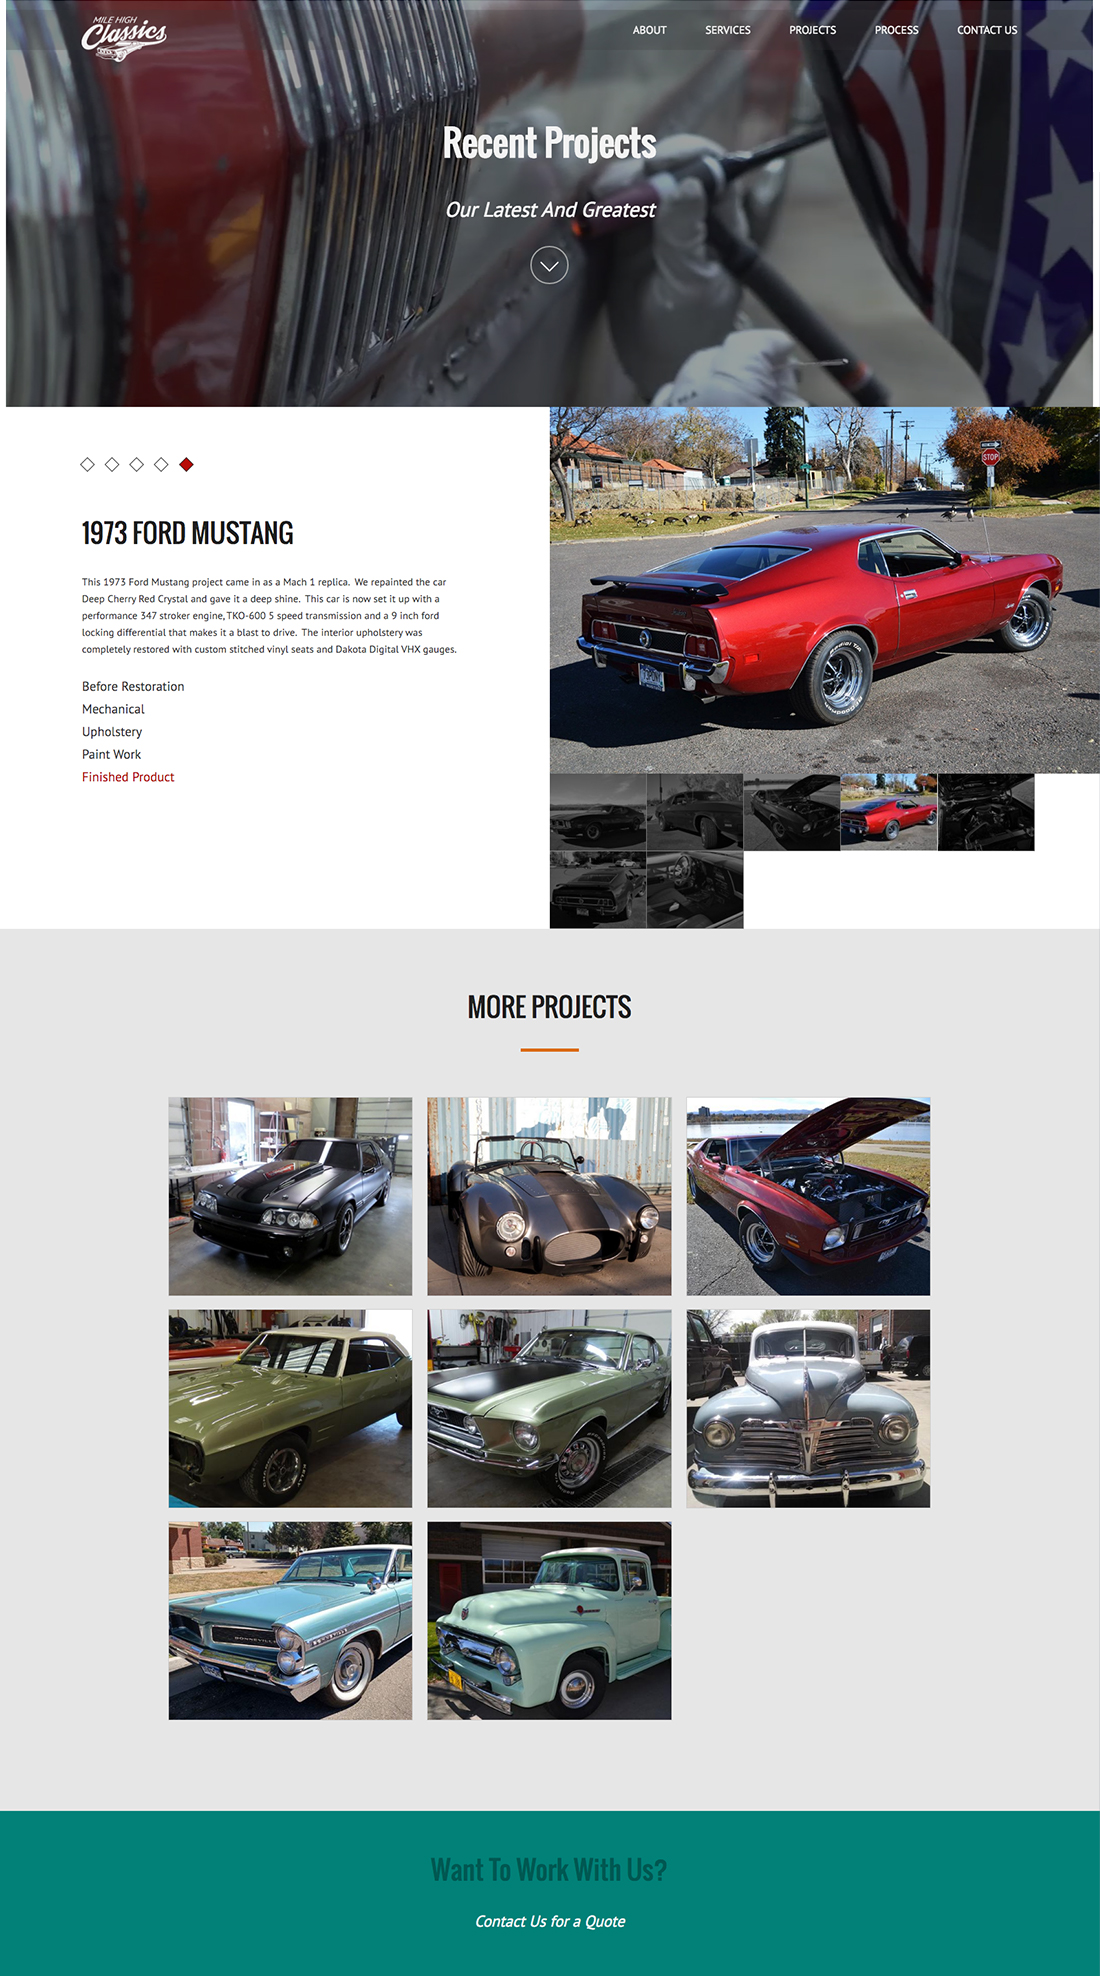 MILE HIGH
Classics
ABOUT
SERVICES
PROJECTS
PROCESS
CONTACT US
Recent Projects
Our Latest And Greatest
1973 FORD MUSTANG
This 1973 Ford Mustang project came in as a Mach 1 replica. We repainted the car
Deep Cherry Red Crystal and gave it a deep shine. This car is now set it up with a
performance 347 stroker engine, TKO-600 5 speed transmission and a 9 inch ford
locking differential that makes it a blast to drive. The interior upholstery was
completely restored with custom stitched vinyl seats and Dakota Digital VHX gauges.
Before Restoration
Mechanical
Upholstery
Paint Work
Finished Product
STOP
MORE PROJECTS
BONNEVILLE
Want To Work With Us?
Contact Us for a Quote